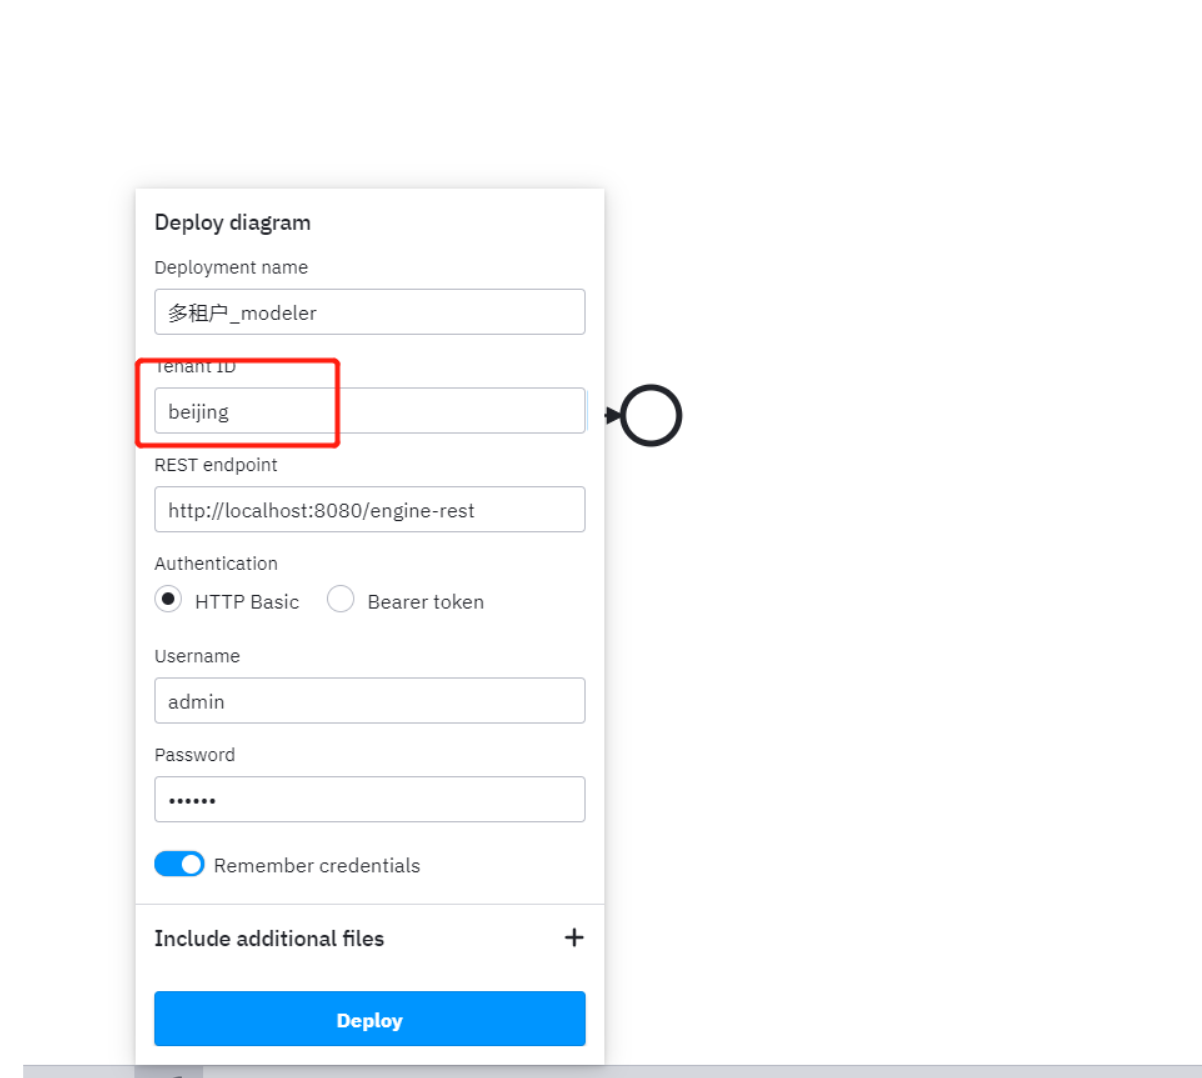 Deploy diagram
Deployment name
多租户_modeler
Tenant ID
beijing
REST endpoint
http://localhost:8080/engine-rest
Authentication
HTTP Basic Bearer token
Username
admin
Password
••••••
Remember credentials
Include additional files +
Deploy